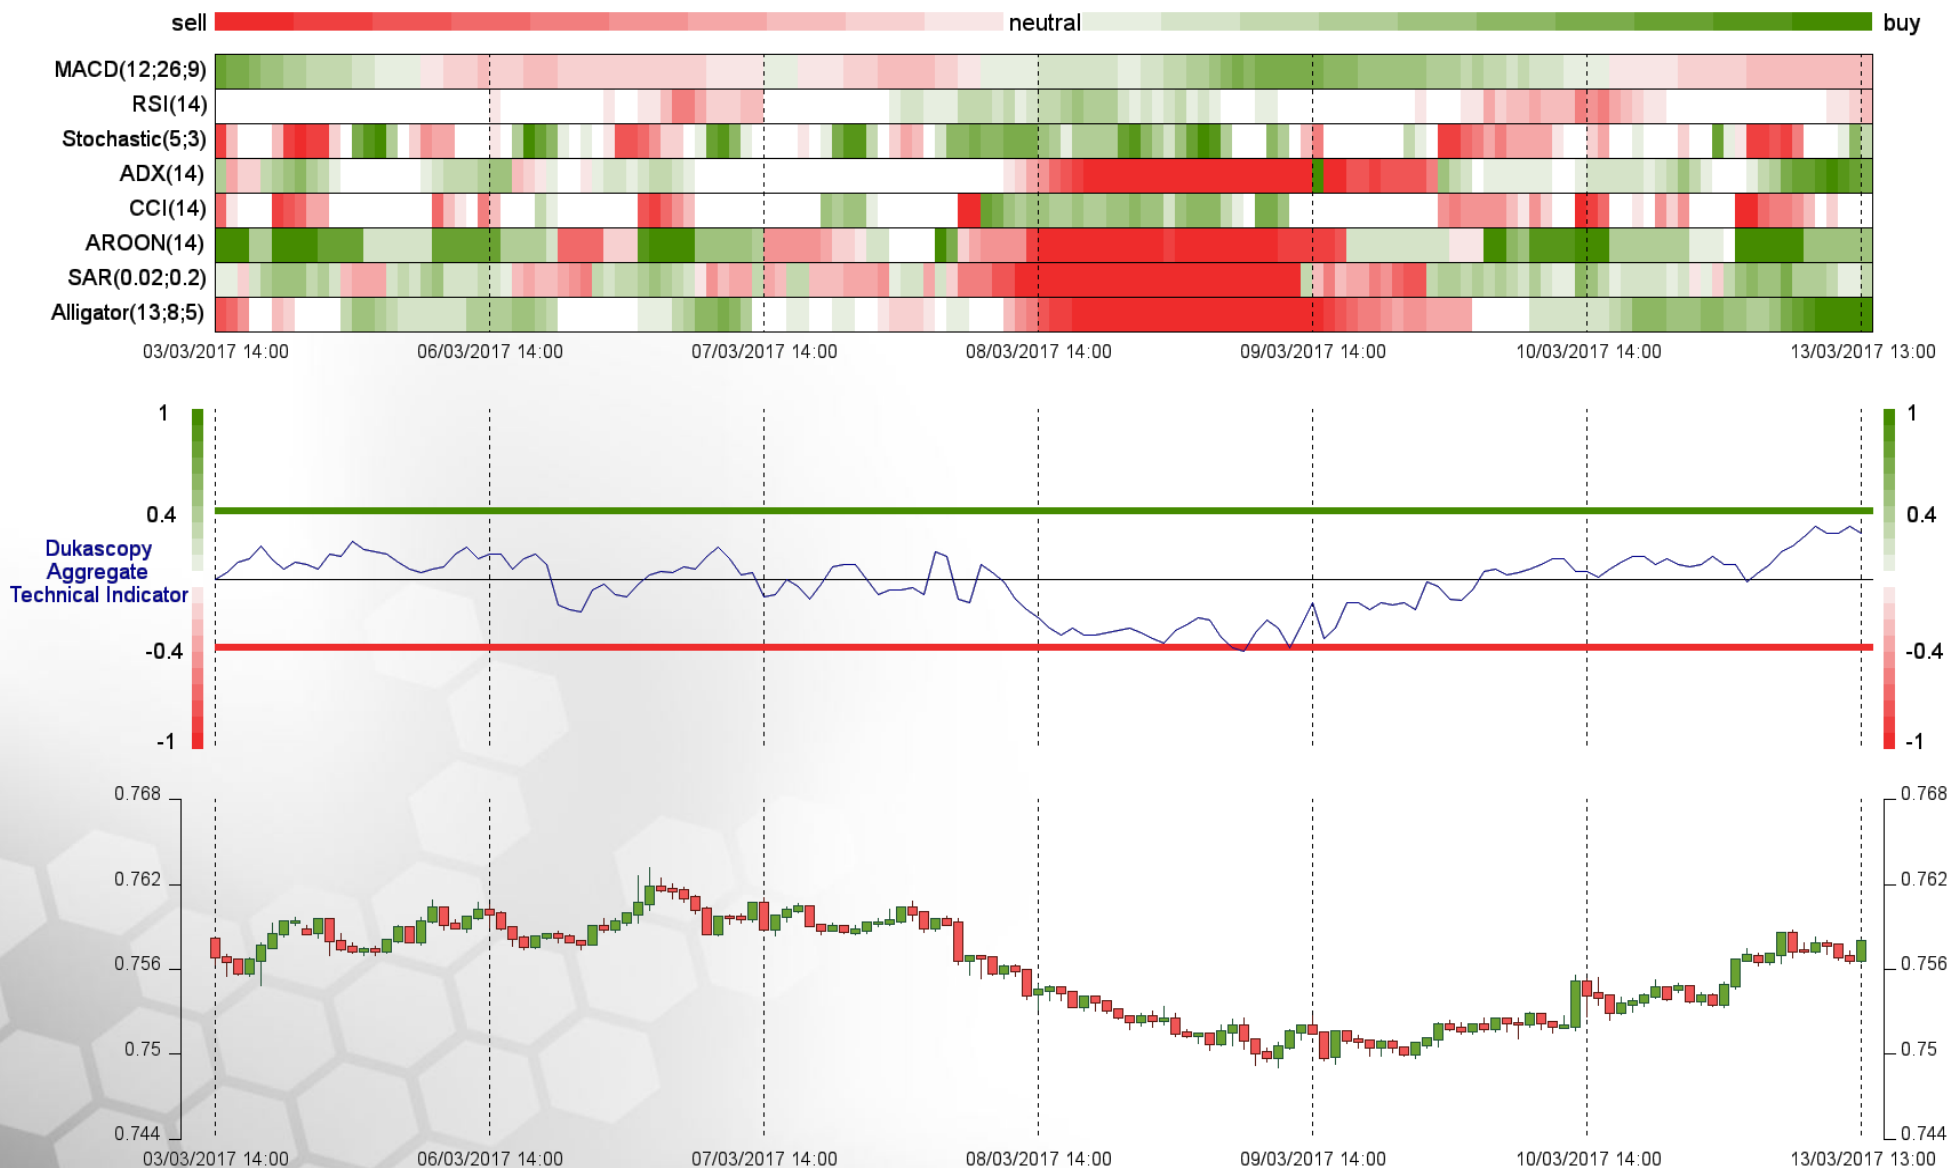 sell neutral buy
MACD(12;26;9)
RSI(14)
Stochastic(5;3)
ADX(14)
CCI(14)
AROON(14)
SAR(0.02;0.2)
Alligator(13;8;5)
03/03/2017 14:00 06/03/2017 14:00 07/03/2017 14:00 08/03/2017 14:00 09/03/2017 14:00 10/03/2017 14:00 13/03/2017 13:00
1 1
0.4 0.4
Dukascopy
Aggregate
Technical Indicator
-0.4 -0.4
-1 -1
0.768 0.768
0.762 0.762
0.756 0.756
0.75 0.75
0.744 0.744
03/03/2017 14:00 06/03/2017 14:00 07/03/2017 14:00 08/03/2017 14:00 09/03/2017 14:00 10/03/2017 14:00 13/03/2017 13:00